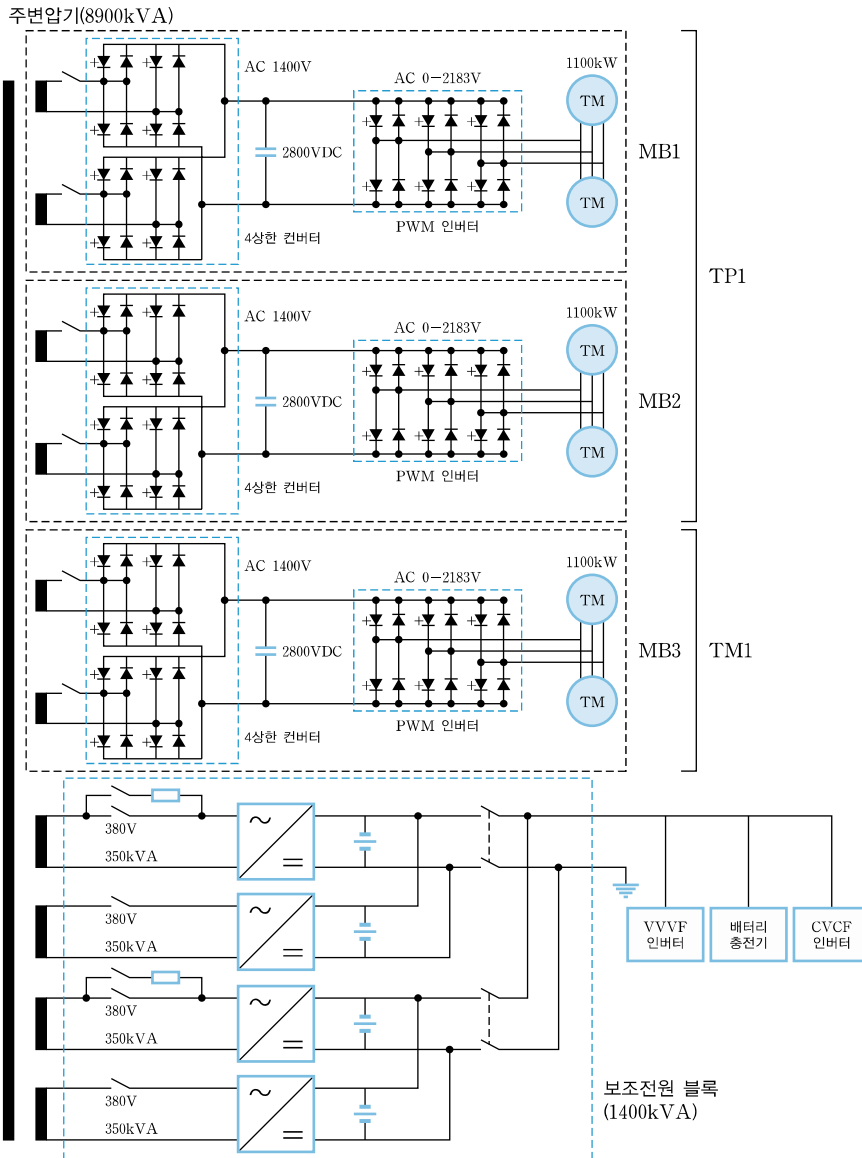 주변압기(8900kVA)
AC 1400V
2800VDC
4상한 컨버터
AC 0-2183V
PWM 인버터
1100kW
TM
TM
MB1
TP1
AC 1400V
2800VDC
4상한 컨버터
AC 0-2183V
PWM 인버터
1100kW
TM
TM
MB2
AC 1400V
2800VDC
4상한 컨버터
AC 0-2183V
PWM 인버터
1100kW
TM
TM
MB3
TM1
380V
350kVA
380V
350kVA
380V
350kVA
380V
350kVA
VVVF
인버터
배터리
충전기
CVCF
인버터
보조전원 블록
(1400kVA)